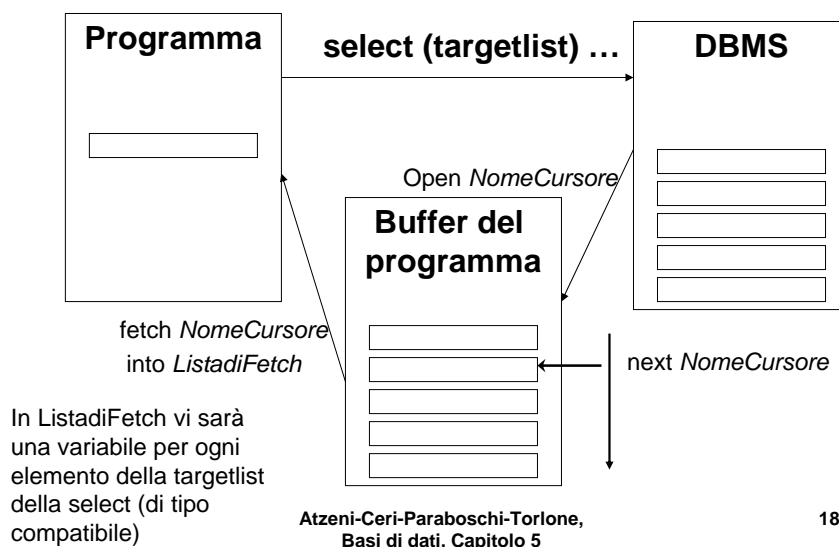 Programma
select (targetlist) …
DBMS
Open NomeCursore
Buffer del
programma
fetch NomeCursore
into ListadiFetch
next NomeCursore
In ListadiFetch vi sarà
una variabile per ogni
elemento della targetlist
della select (di tipo
compatibile)
Atzeni-Ceri-Paraboschi-Torlone,
Basi di dati, Capitolo 5
18